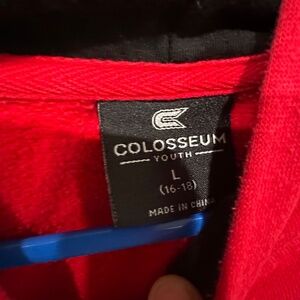 COLOSSEUM
YOUTH
L
(16-18)
MADE IN CHINA